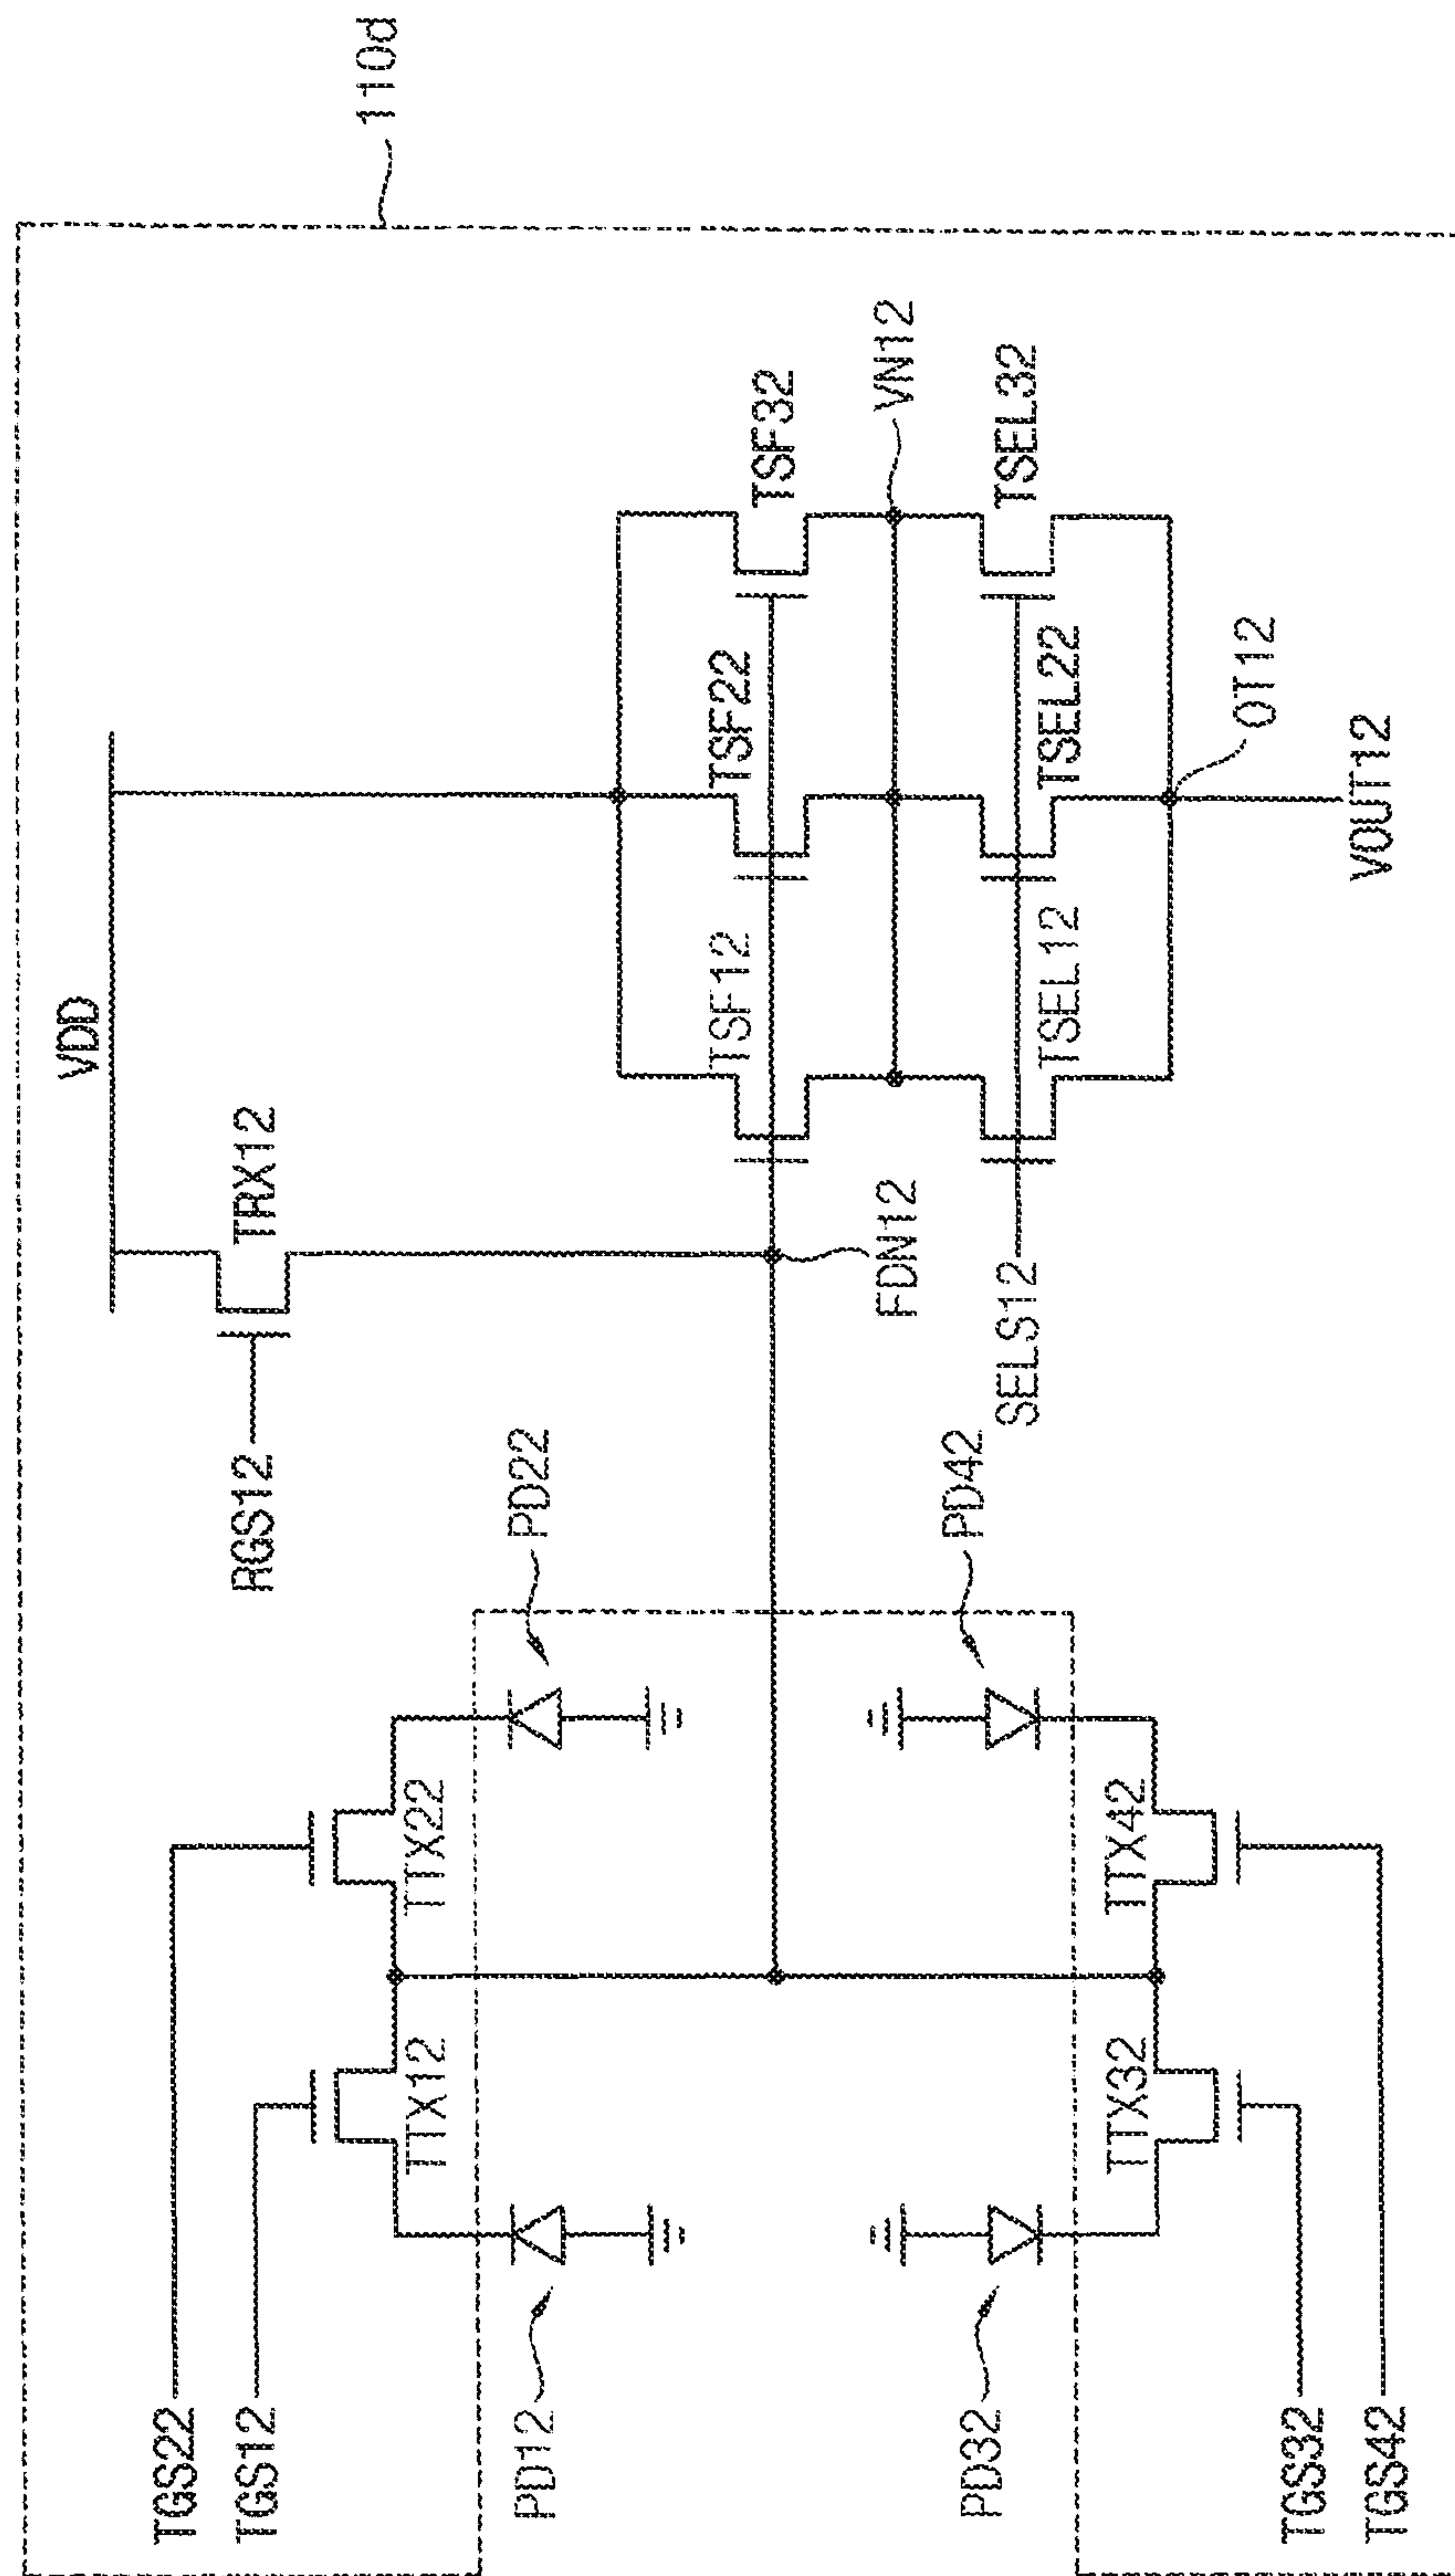 110d
VDD
TRX12
RGS12
TSF12
TSF22
TSF32
VN12
TSEL12
TSEL22
TSEL32
FDN12
SELS12
OT12
VOUT12
TGS22
TGS12
TTX12
TTX22
PD12
PD22
PD32
PD42
TTX32
TTX42
TGS32
TGS42